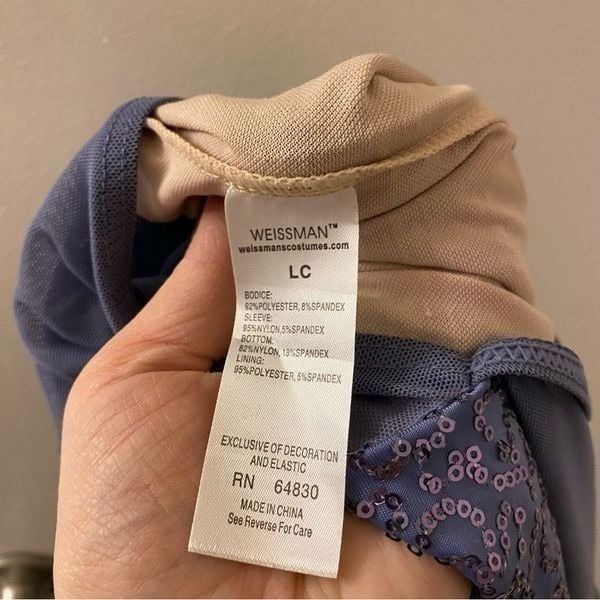 WEISSMAN™
weissmanscostumes.com
LC
BODICE:
92%POLYESTER, 8%SPANDEX
SLEEVE:
95%NYLON,5%SPANDEX
BOTTOM:
82%NYLON,18%SPANDEX
LINING:
95%POLYESTER, 5%SPANDEX
EXCLUSIVE OF DECORATION
AND ELASTIC
RN 64830
MADE IN CHINA
See Reverse For Care